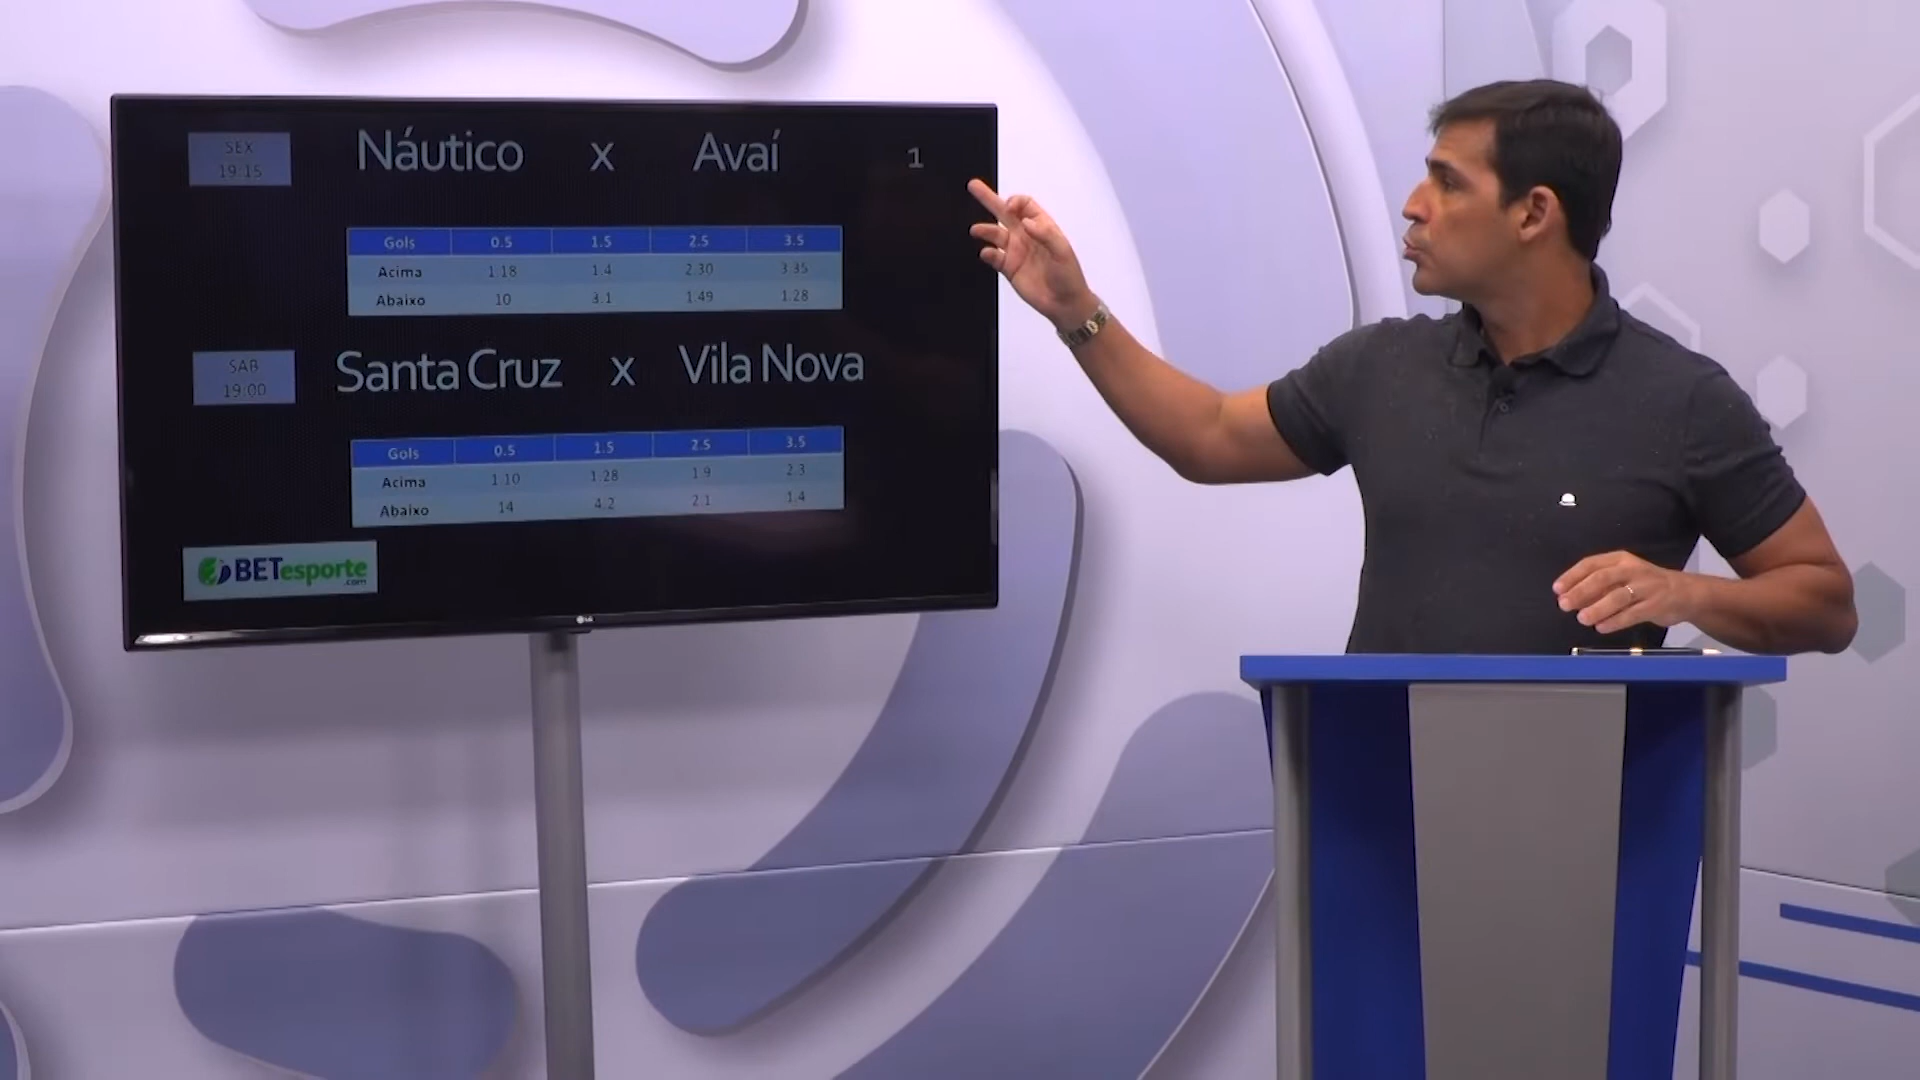 SEX
19:15
Náutico x Avaí 1
Gols 0.5 1.5 2.5 3.5
Acima 1.18 1.4 2.30 3.35
Abaixo 10 3.1 1.49 1.28
SAB
19:00
Santa Cruz x Vila Nova
Gols 0.5 1.5 2.5 3.5
Acima 1.10 1.28 1.9 2.3
Abaixo 14 4.2 2.1 1.4
BETesporte
.com
LG